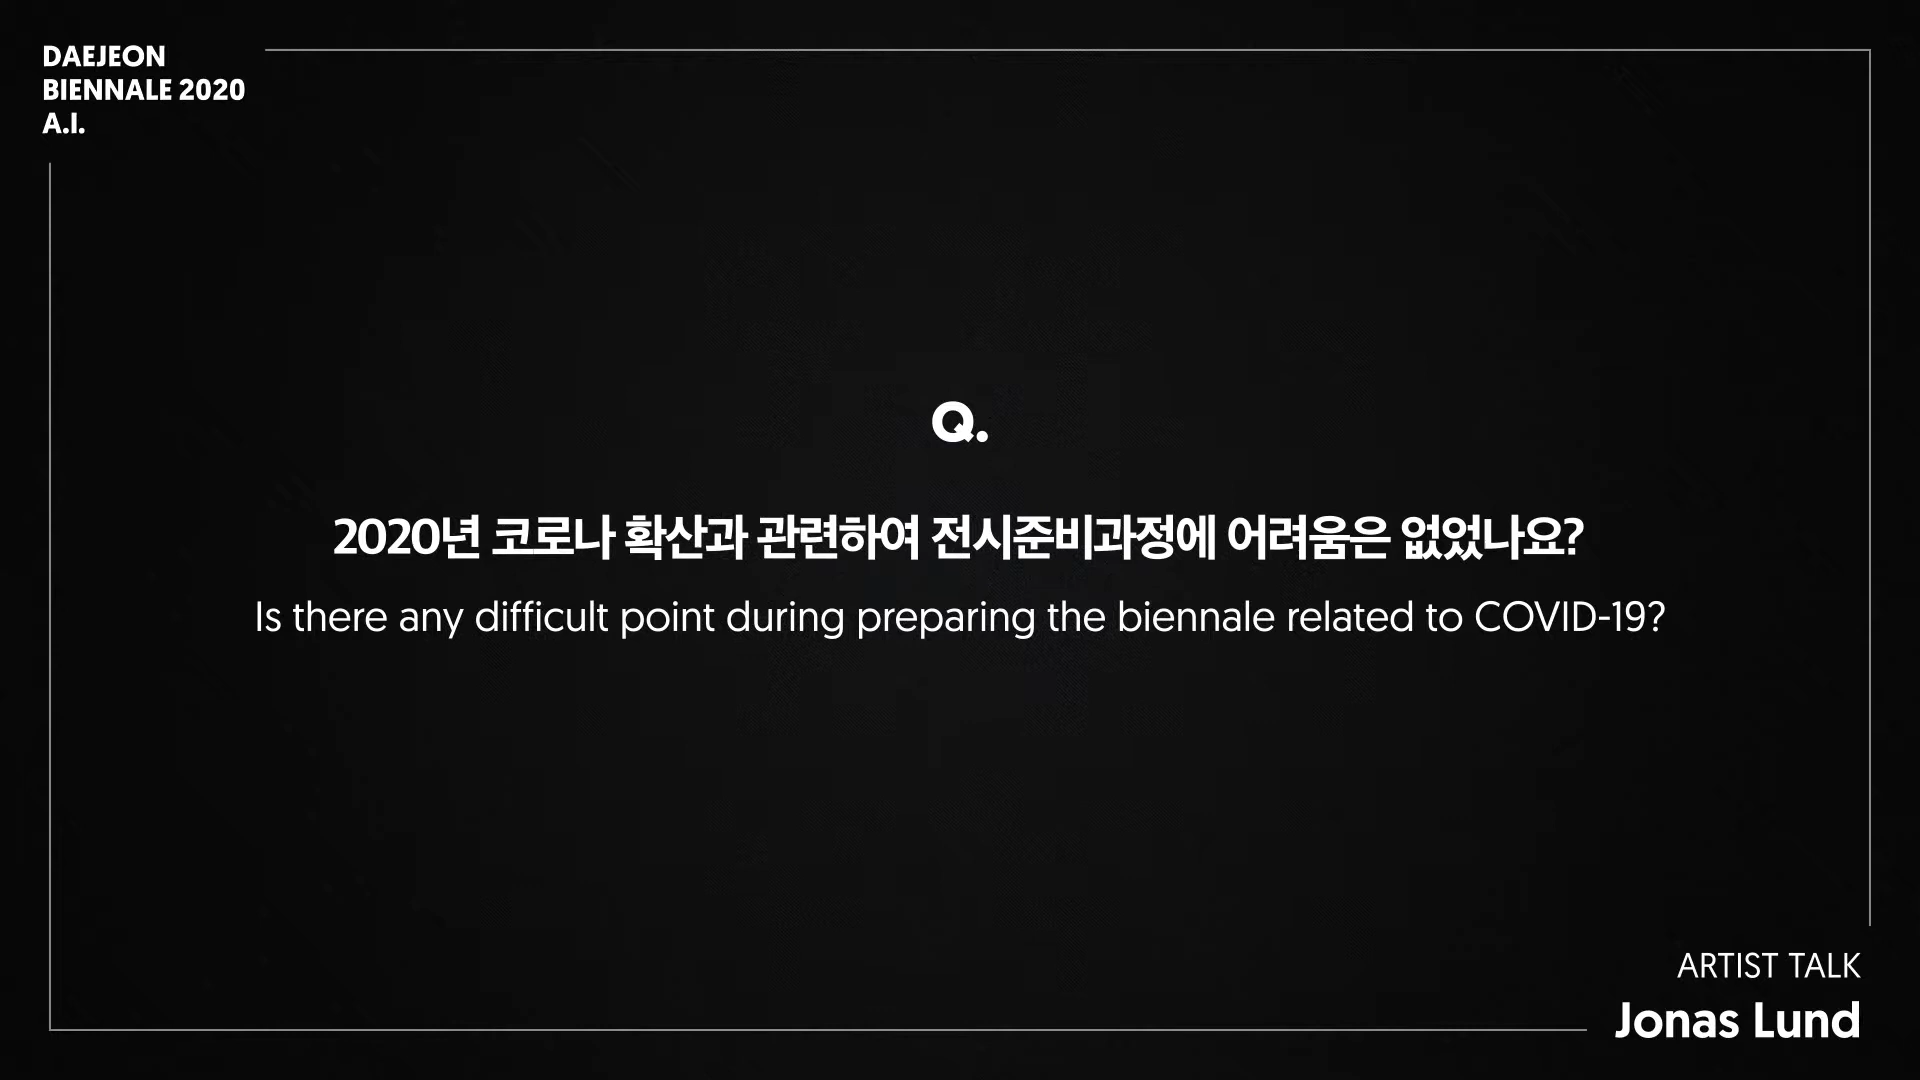 DAEJEON
BIENNALE 2020
A.I.
Q.
2020년 코로나 확산과 관련하여 전시준비과정에 어려움은 없었나요?
Is there any difficult point during preparing the biennale related to COVID-19?
ARTIST TALK
Jonas Lund